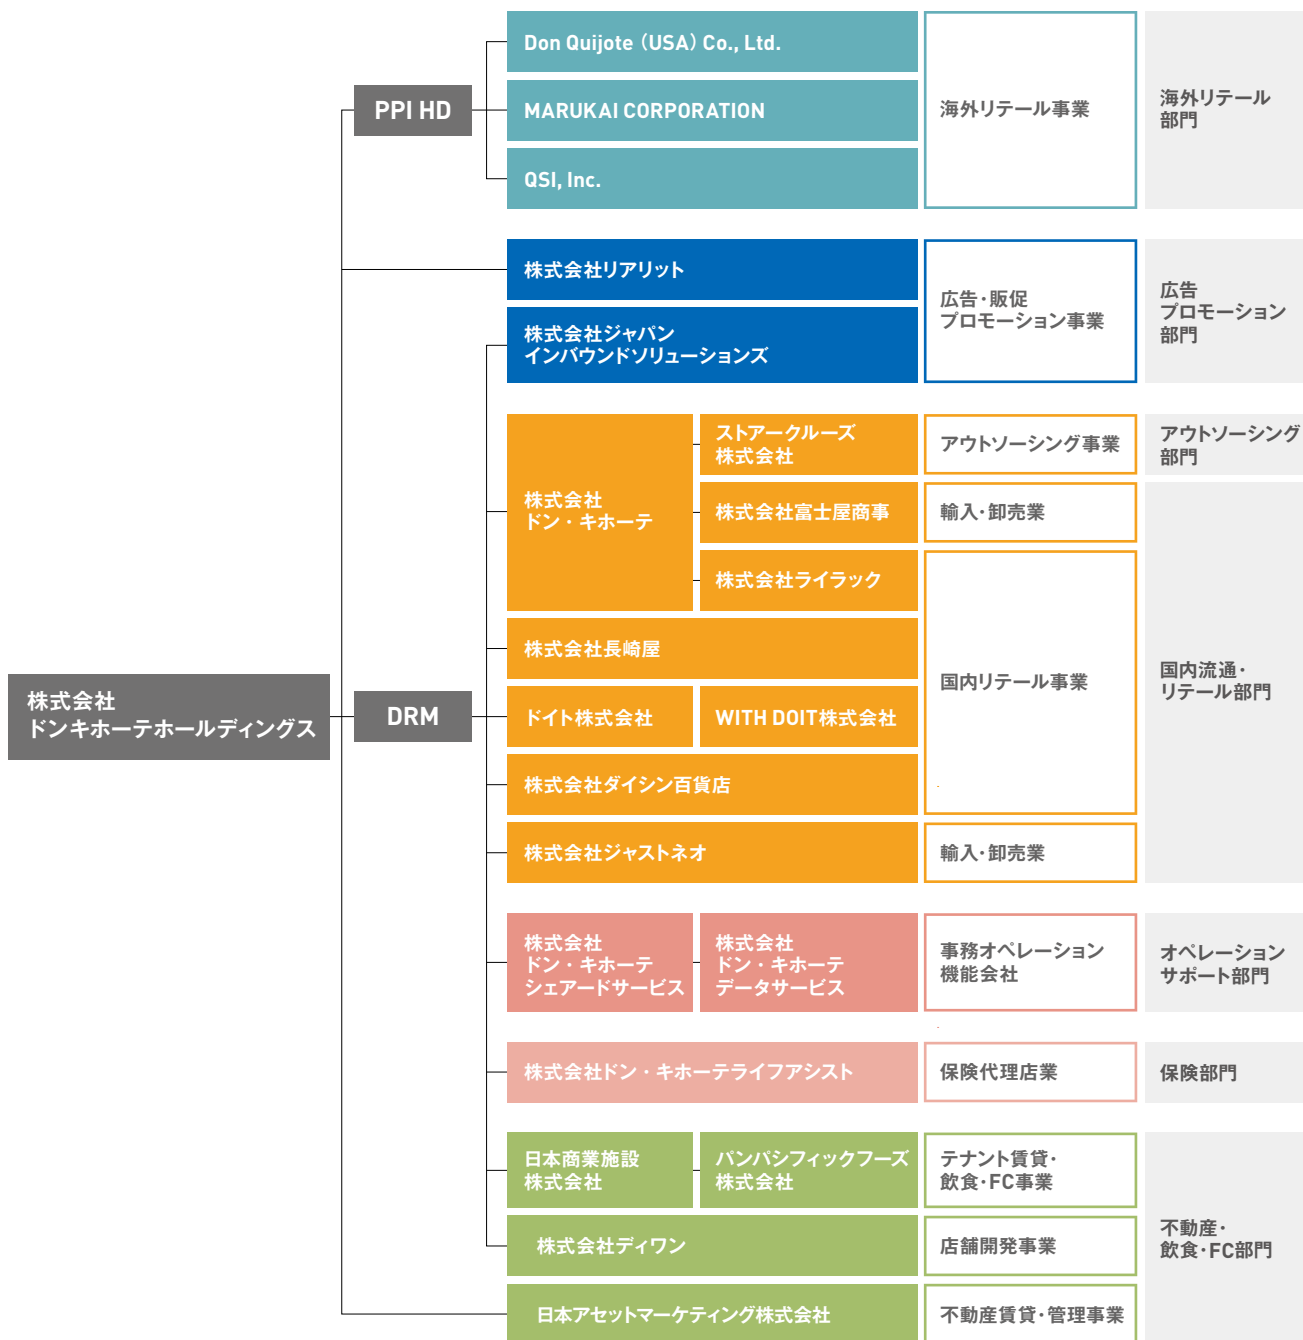 Don Quijote (USA) Co., Ltd.
PPI HD
MARUKAI CORPORATION
QSI, Inc.
海外リテール事業
海外リテール
部門
株式会社リアリット
株式会社ジャパン
インバウンドソリューションズ
広告・販促
プロモーション事業
広告
プロモーション
部門
株式会社
ドン・キホーテ
ストアークルーズ
株式会社
アウトソーシング事業
アウトソーシング
部門
株式会社富士屋商事
輸入・卸売業
株式会社ライラック
株式会社長崎屋
国内リテール事業
国内流通・
リテール部門
株式会社
ドンキホーテホールディングス
DRM
ドイト株式会社
WITH DOIT株式会社
株式会社ダイシン百貨店
株式会社ジャストネオ
輸入・卸売業
株式会社
ドン・キホーテ
シェアードサービス
株式会社
ドン・キホーテ
データサービス
事務オペレーション
機能会社
オペレーション
サポート部門
株式会社ドン・キホーテライフアシスト
保険代理店業
保険部門
日本商業施設
株式会社
パンパシフィックフーズ
株式会社
テナント賃貸・
飲食・FC事業
株式会社ディワン
店舗開発事業
不動産・
飲食・FC部門
日本アセットマーケティング株式会社
不動産賃貸・管理事業